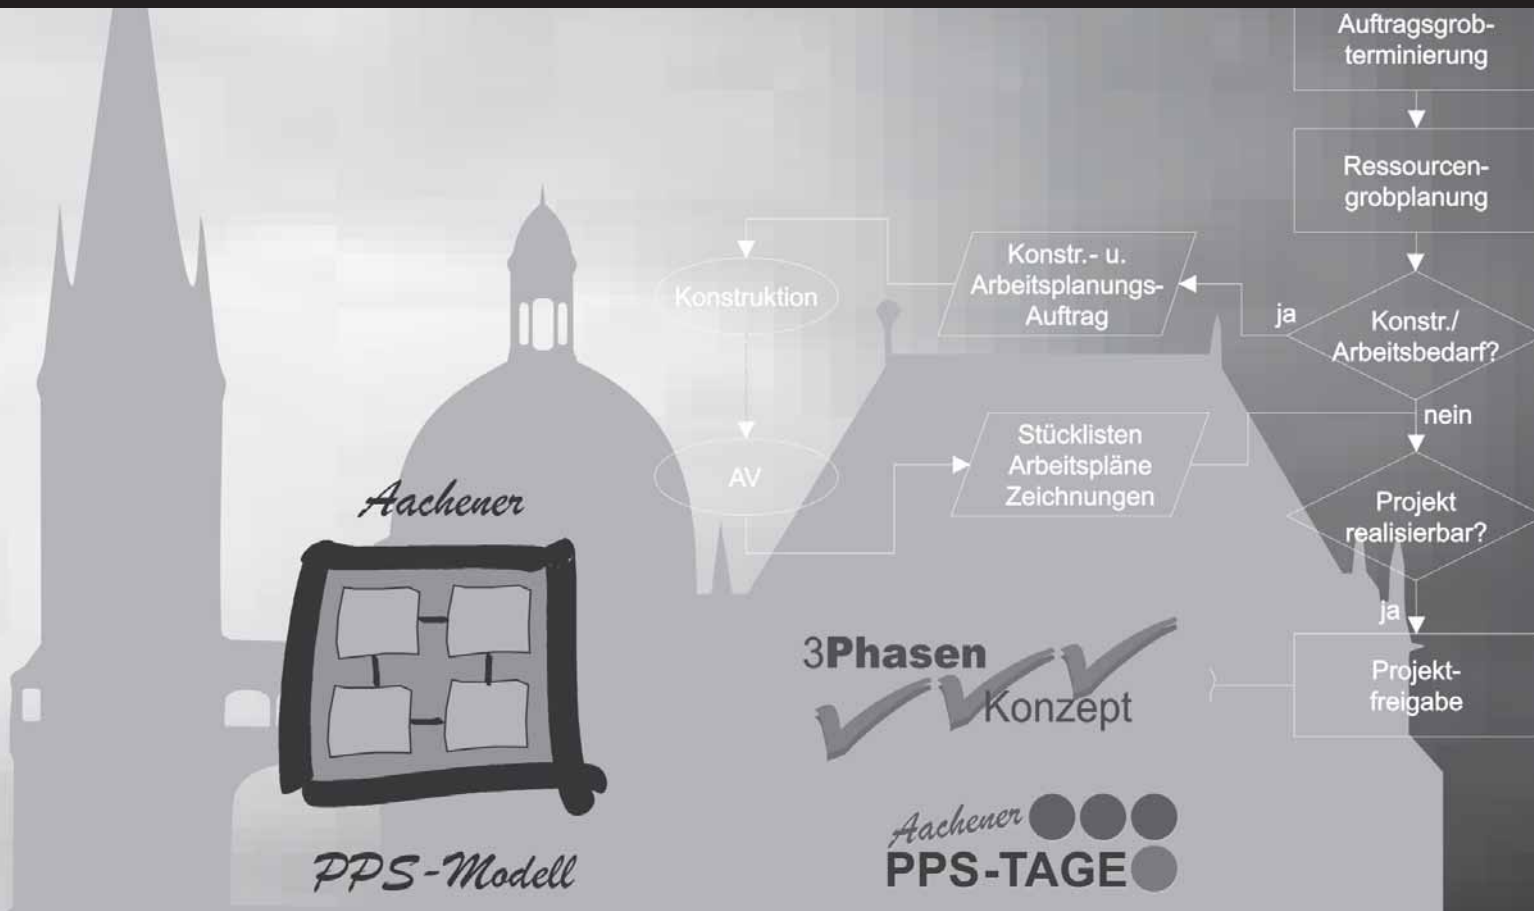 Auftragsgrob-
terminierung
Ressourcen-
grobplanung
Konstr.- u.
Arbeitsplanungs-
Auftrag
Konstruktion
ja
Konstr./
Arbeitsbedarf?
nein
Stücklisten
Arbeitspläne
Zeichnungen
AV
Projekt
realisierbar?
ja
Projekt-
freigabe
Aachener
PPS-Modell
3Phasen
Konzept
Aachener
PPS-TAGE